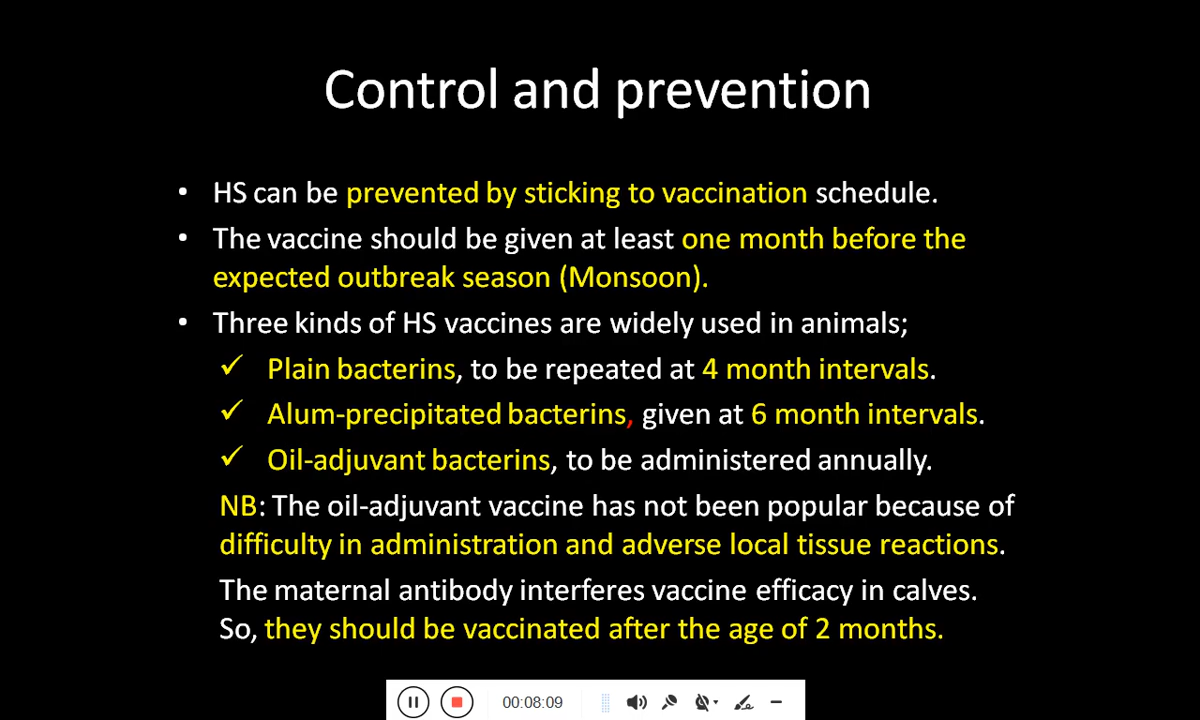 Control and prevention
• HS can be prevented by sticking to vaccination schedule.
• The vaccine should be given at least one month before the
expected outbreak season (Monsoon).
• Three kinds of HS vaccines are widely used in animals;
✓ Plain bacterins, to be repeated at 4 month intervals.
✓ Alum-precipitated bacterins, given at 6 month intervals.
✓ Oil-adjuvant bacterins, to be administered annually.
NB: The oil-adjuvant vaccine has not been popular because of
difficulty in administration and adverse local tissue reactions.
The maternal antibody interferes vaccine efficacy in calves.
So, they should be vaccinated after the age of 2 months.
00:08:09